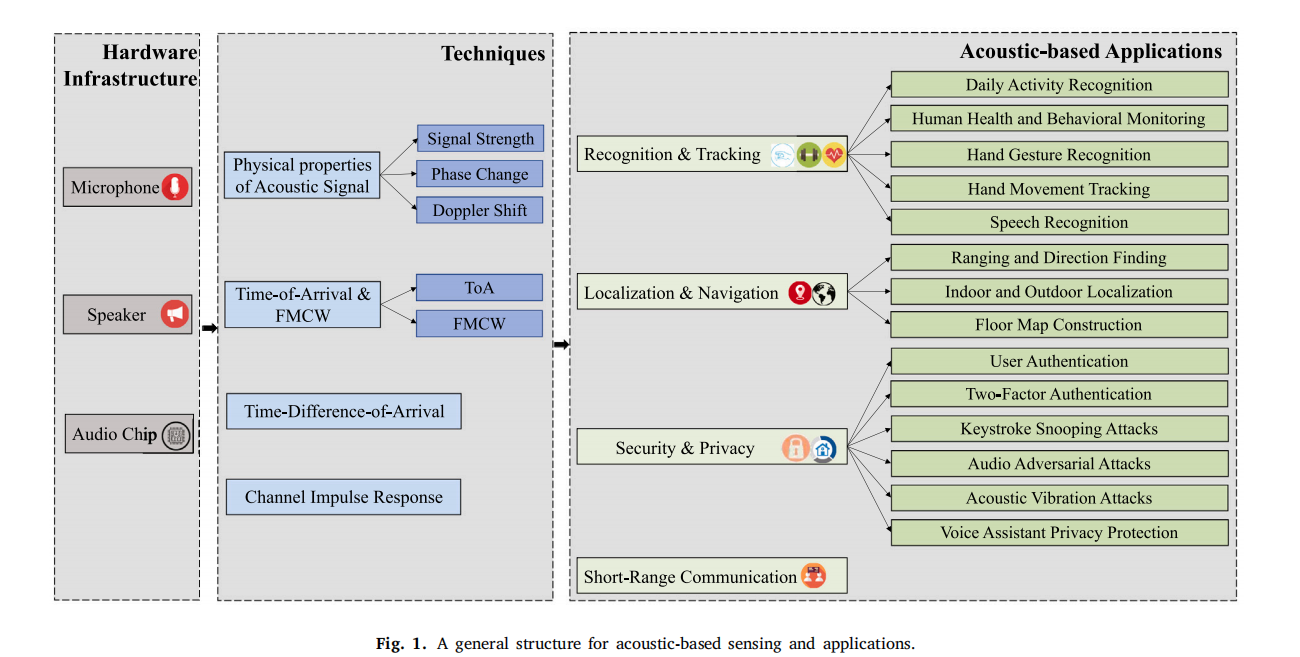 Hardware
Infrastructure
Microphone
Speaker
Audio Chip
Techniques
Physical properties
of Acoustic Signal
Signal Strength
Phase Change
Doppler Shift
Time-of-Arrival &
FMCW
ToA
FMCW
Time-Difference-of-Arrival
Channel Impulse Response
Acoustic-based Applications
Recognition & Tracking
Daily Activity Recognition
Human Health and Behavioral Monitoring
Hand Gesture Recognition
Hand Movement Tracking
Speech Recognition
Localization & Navigation
Ranging and Direction Finding
Indoor and Outdoor Localization
Floor Map Construction
Security & Privacy
User Authentication
Two-Factor Authentication
Keystroke Snooping Attacks
Audio Adversarial Attacks
Acoustic Vibration Attacks
Voice Assistant Privacy Protection
Short-Range Communication
Fig. 1. A general structure for acoustic-based sensing and applications.